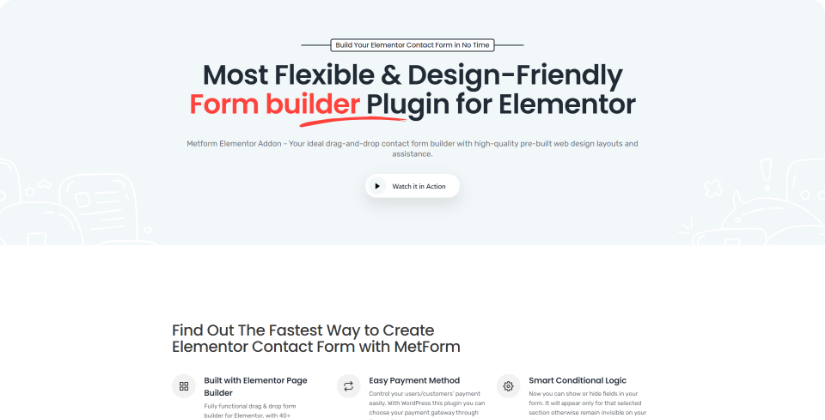 Build Your Elementor Contact Form in No Time
Most Flexible & Design-Friendly
Form builder Plugin for Elementor
Metform Elementor Addon – Your ideal drag-and-drop contact form builder with high-quality pre-built web design layouts and
assistance.
Watch it in Action
Find Out The Fastest Way to Create
Elementor Contact Form with MetForm
Built with Elementor Page
Builder
Fully functional drag & drop form
builder for Elementor, with 40+
Easy Payment Method
Control your users/customers' payment
easily. With WordPress this plugin you can
choose your payment gateway through
Smart Conditional Logic
Now you can show or hide fields in your
form. It will appear only for that selected
section otherwise remain invisible on your